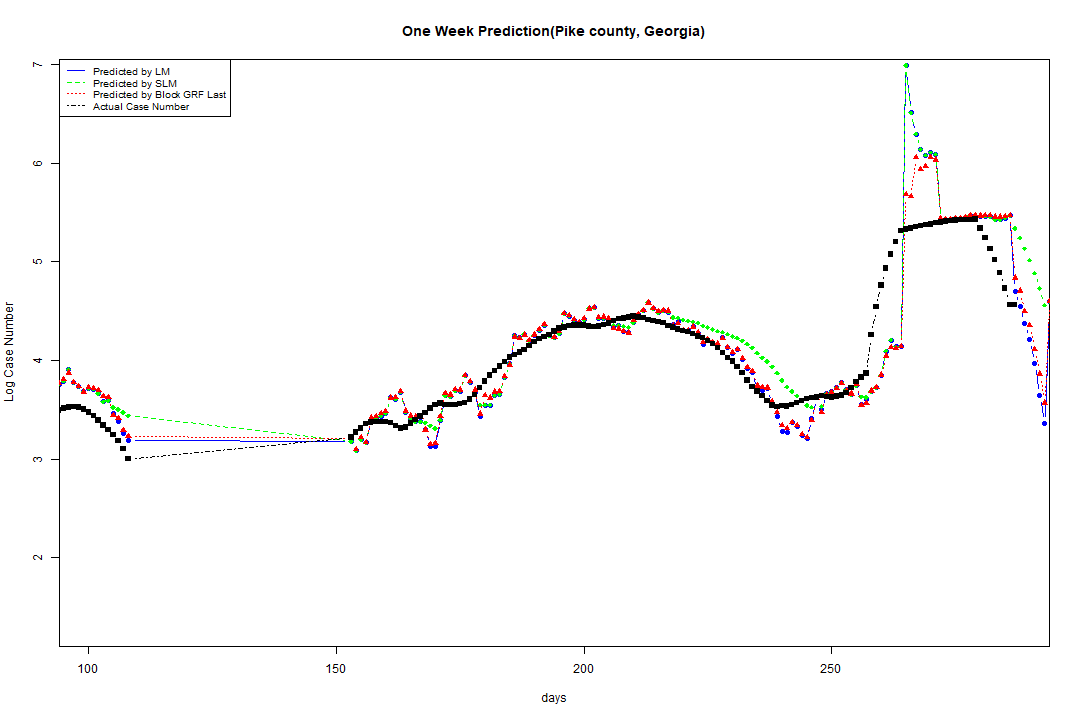 One Week Prediction(Pike county, Georgia)
Predicted by LM
Predicted by SLM
Predicted by Block GRF Last
Actual Case Number
7
6
5
4
3
2
Log Case Number
100 150 200 250
days